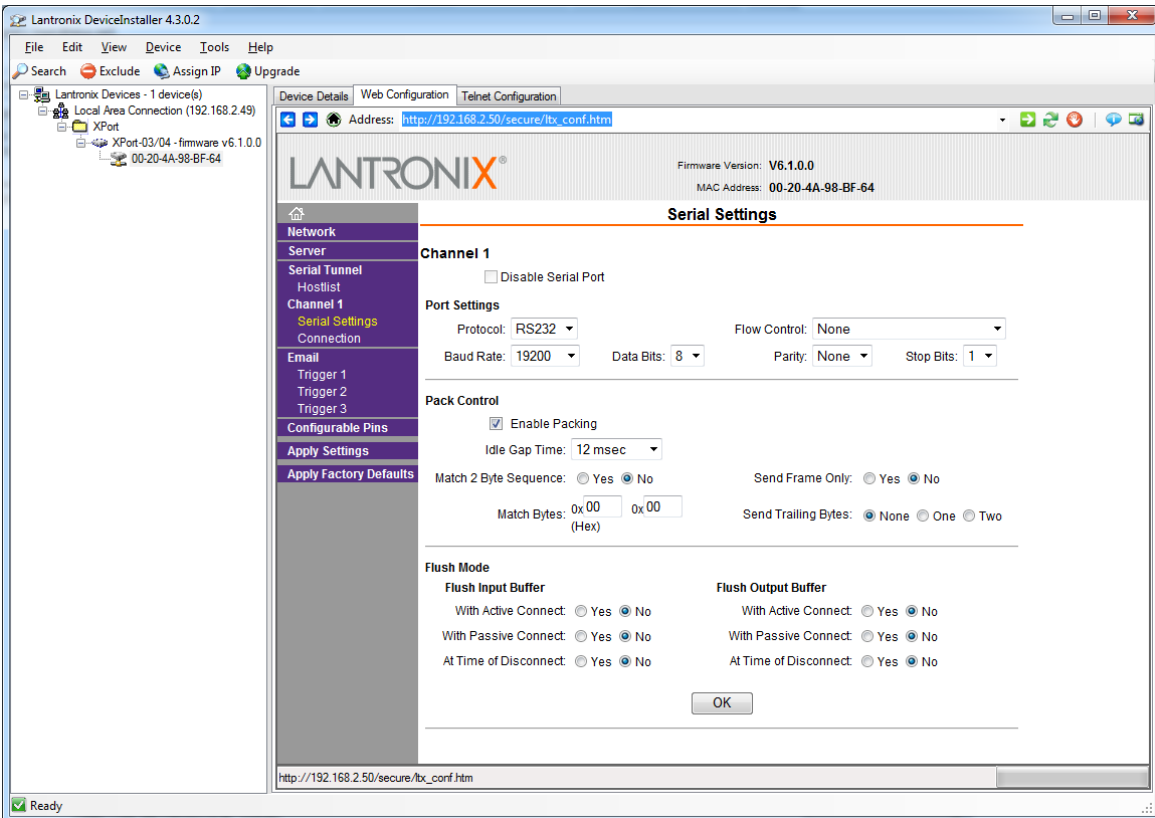 Lantronix DeviceInstaller 4.3.0.2
File Edit View Device Tools Help
Search Exclude Assign IP Upgrade
Lantronix Devices - 1 device(s)
Local Area Connection (192.168.2.49)
XPort
XPort-03/04 - firmware v6.1.0.0
00-20-4A-98-BF-64
Device Details Web Configuration Telnet Configuration
Address: http://192.168.2.50/secure/ltx_conf.htm
LANTRONIX®
Firmware Version: V6.1.0.0
MAC Address: 00-20-4A-98-BF-64
Network
Server
Serial Tunnel
Hostlist
Channel 1
Serial Settings
Connection
Email
Trigger 1
Trigger 2
Trigger 3
Configurable Pins
Apply Settings
Apply Factory Defaults
Serial Settings
Channel 1
Disable Serial Port
Port Settings
Protocol: RS232 Flow Control: None
Baud Rate: 19200 Data Bits: 8 Parity: None Stop Bits: 1
Pack Control
Enable Packing
Idle Gap Time: 12 msec
Match 2 Byte Sequence: Yes No Send Frame Only: Yes No
Match Bytes: 0x 00 0x 00 Send Trailing Bytes: None One Two
(Hex)
Flush Mode
Flush Input Buffer Flush Output Buffer
With Active Connect: Yes No With Active Connect: Yes No
With Passive Connect: Yes No With Passive Connect: Yes No
At Time of Disconnect: Yes No At Time of Disconnect: Yes No
OK
http://192.168.2.50/secure/ltx_conf.htm
Ready